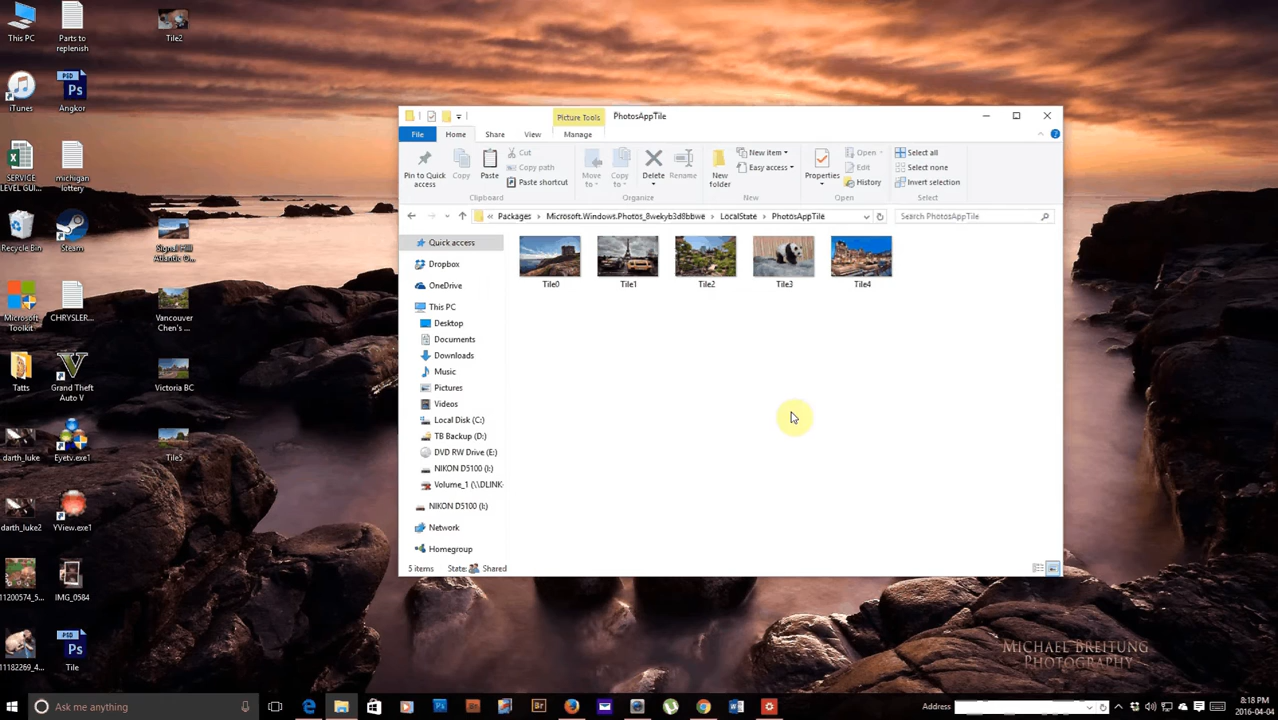 This PC
Parts to
replenish
Tile2
iTunes
Angkor
SERVICE
LEVEL GUI...
michigan
lottery
Recycle Bin
Steam
Signal Hill
Atlantic O...
Microsoft
Toolkit
CHRYSLER...
Vancouver
Chen's ...
Tatts
Grand Theft
Auto V
Victoria BC
darth_luke
Eyetv.exe1
Tile5
darth_luke2
YView.exe1
11200574_5...
IMG_0584
11182269_4...
Tile
Picture Tools
PhotosAppTile
File
Home
Share
View
Manage
Pin to Quick
access
Copy
Paste
Cut
Copy path
Paste shortcut
Clipboard
Move
to
Copy
to
Delete
Rename
Organize
New
folder
New item
Easy access
New
Properties
Open
Edit
History
Open
Select all
Select none
Invert selection
Select
« Packages > Microsoft.Windows.Photos_8wekyb3d8bbwe > LocalState > PhotosAppTile
Search PhotosAppTile
Quick access
Dropbox
OneDrive
This PC
Desktop
Documents
Downloads
Music
Pictures
Videos
Local Disk (C:)
TB Backup (D:)
DVD RW Drive (E:)
NIKON D5100 (I:)
Volume_1 (\\DLINK-
NIKON D5100 (I:)
Network
Homegroup
Tile0
Tile1
Tile2
Tile3
Tile4
5 items
State:
Shared
MICHAEL BREITUNG
PHOTOGRAPHY
Ask me anything
Address
8:18 PM
2016-04-04